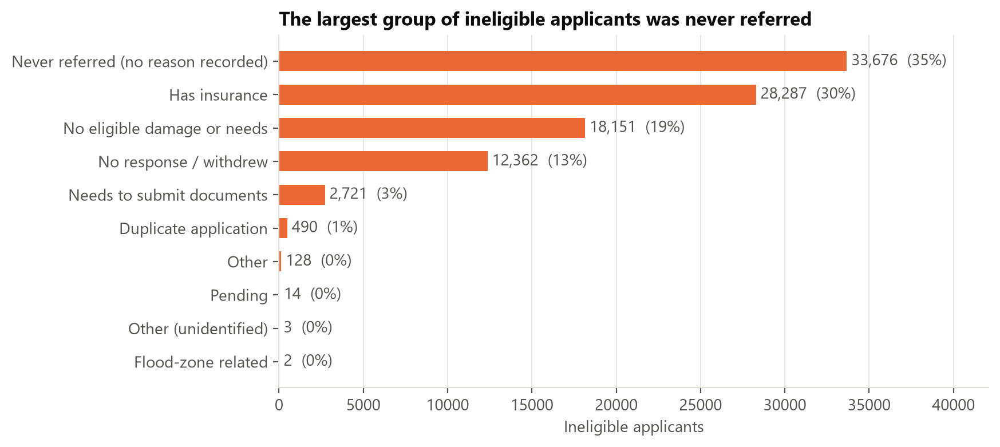 The largest group of ineligible applicants was never referred
Never referred (no reason recorded) 33,676 (35%)
Has insurance 28,287 (30%)
No eligible damage or needs 18,151 (19%)
No response / withdrew 12,362 (13%)
Needs to submit documents 2,721 (3%)
Duplicate application 490 (1%)
Other 128 (0%)
Pending 14 (0%)
Other (unidentified) 3 (0%)
Flood-zone related 2 (0%)
0 5000 10000 15000 20000 25000 30000 35000 40000
Ineligible applicants